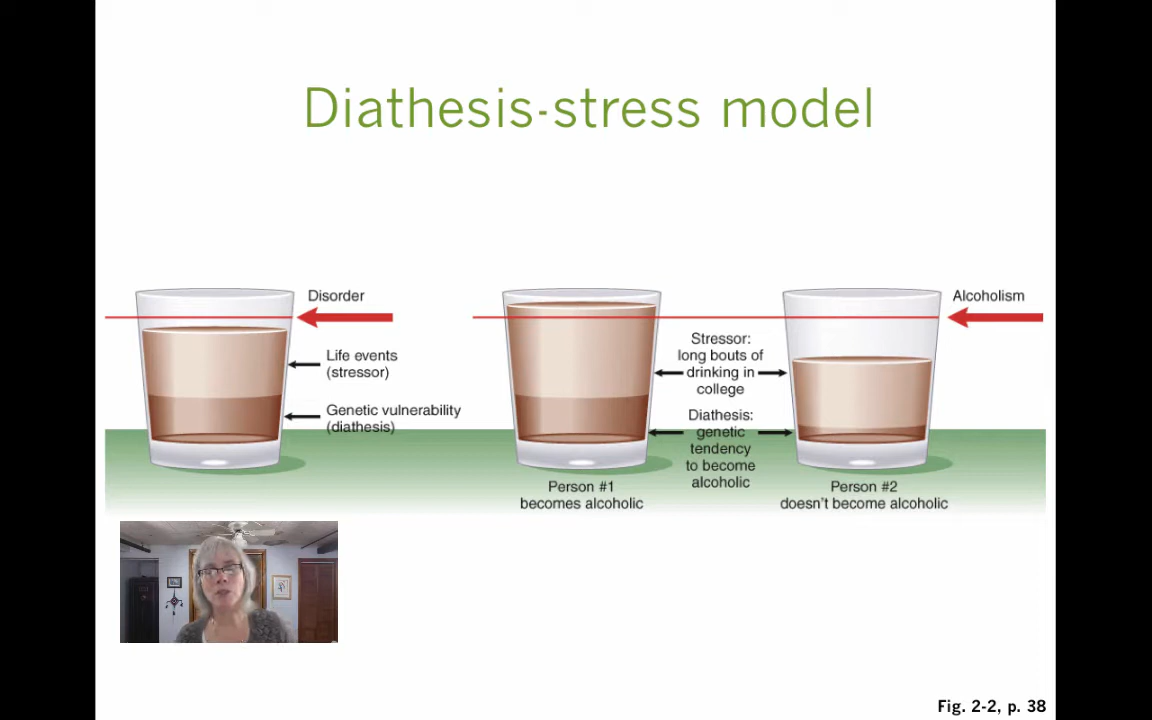 Diathesis-stress model
Disorder
Life events
(stressor)
Genetic vulnerability
(diathesis)
Alcoholism
Stressor:
long bouts of
drinking in
college
Diathesis:
genetic
tendency
to become
alcoholic
Person #1
becomes alcoholic
Person #2
doesn't become alcoholic
Fig. 2-2, p. 38